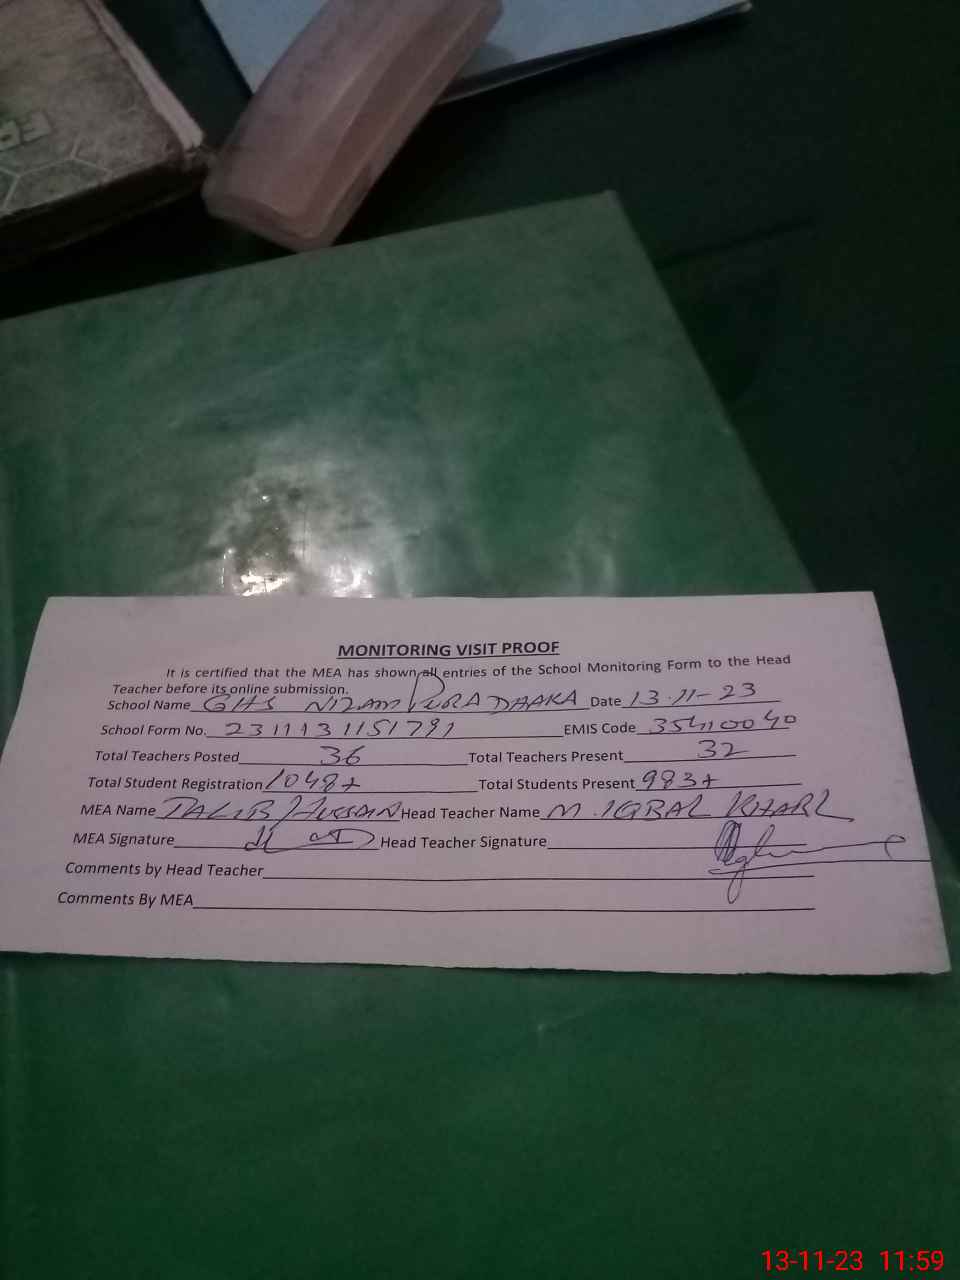 MONITORING VISIT PROOF
It is certified that the MEA has shown all entries of the School Monitoring Form to the Head
Teacher before its online submission.
School Name GHS NIZAM PURA DHAKA Date 13-11-23
School Form No. 2311131151791 EMIS Code 35410040
Total Teachers Posted 36 Total Teachers Present 32
Total Student Registration 1048+ Total Students Present 983+
MEA Name TALIB HUSSAIN Head Teacher Name M. IQBAL KHARL
MEA Signature Head Teacher Signature
Comments by Head Teacher
Comments By MEA
13-11-23 11:59